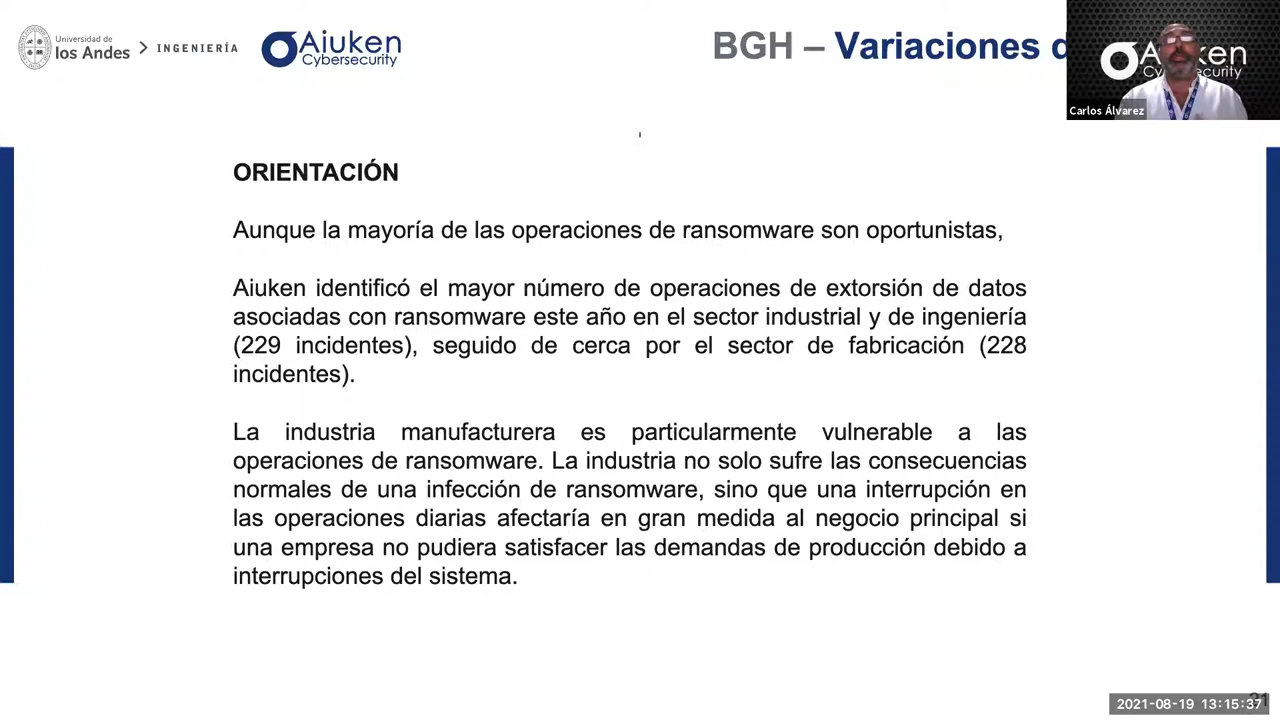 Universidad de
los Andes > INGENIERÍA
Aiuken
Cybersecurity
BGH – Variaciones
Aiuken
Cybersecurity
Carlos Álvarez
ORIENTACIÓN
Aunque la mayoría de las operaciones de ransomware son oportunistas,
Aiuken identificó el mayor número de operaciones de extorsión de datos
asociadas con ransomware este año en el sector industrial y de ingeniería
(229 incidentes), seguido de cerca por el sector de fabricación (228
incidentes).
La industria manufacturera es particularmente vulnerable a las
operaciones de ransomware. La industria no solo sufre las consecuencias
normales de una infección de ransomware, sino que una interrupción en
las operaciones diarias afectaría en gran medida al negocio principal si
una empresa no pudiera satisfacer las demandas de producción debido a
interrupciones del sistema.
2021-08-19 13:15:37